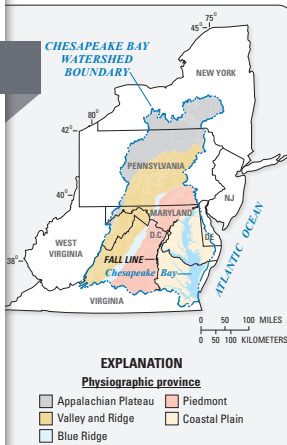 75°
45°
CHESAPEAKE BAY
WATERSHED
BOUNDARY
NEW YORK
80°
42°
PENNSYLVANIA
40°
NJ
MARYLAND
D.C.
DE
WEST
VIRGINIA
FALL LINE
38°
Chesapeake Bay
ATLANTIC OCEAN
VIRGINIA
0 50 100 MILES
0 50 100 KILOMETERS
EXPLANATION
Physiographic province
Appalachian Plateau
Piedmont
Valley and Ridge
Coastal Plain
Blue Ridge